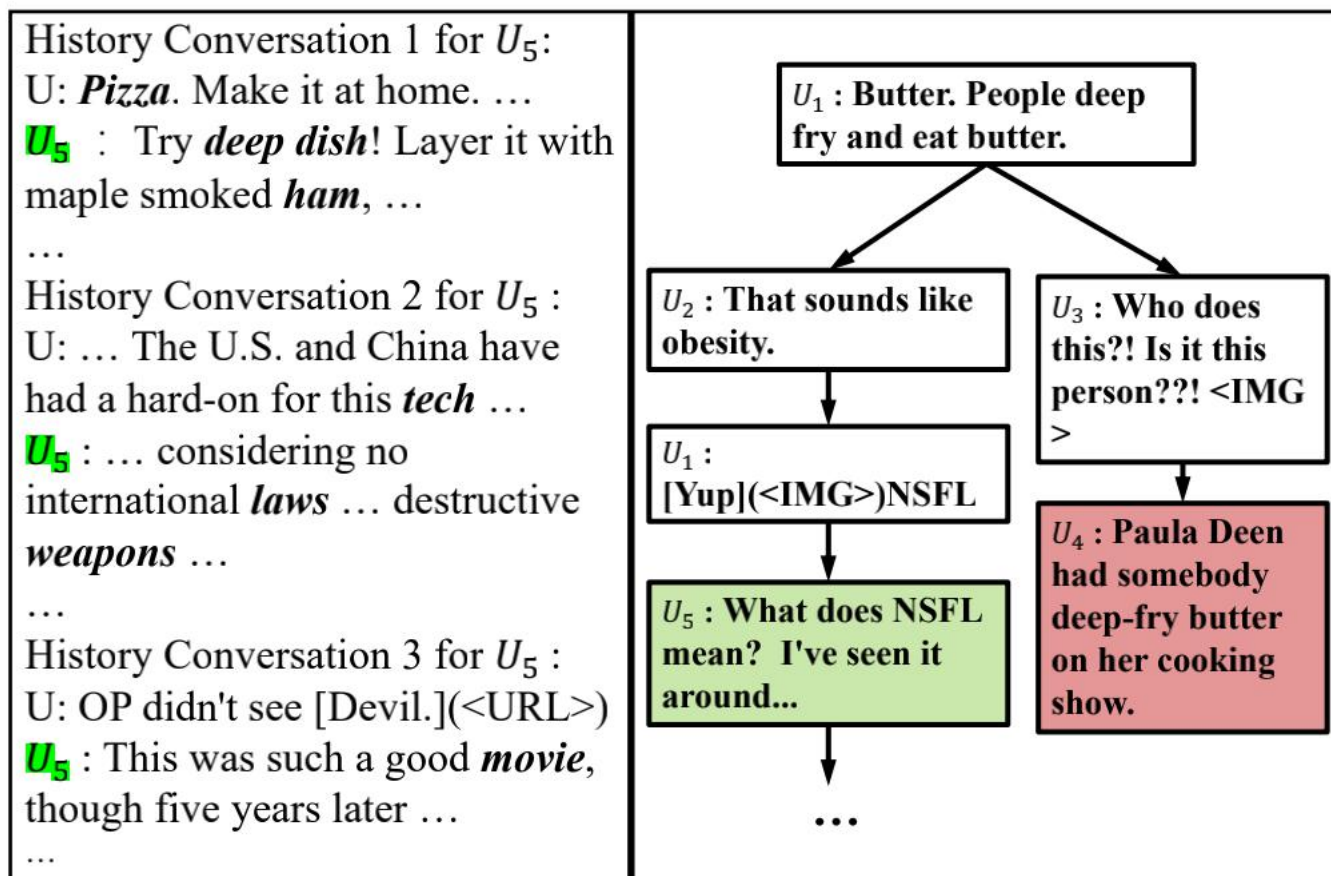 History Conversation 1 for U₅:
U: Pizza. Make it at home. …
U₅ : Try deep dish! Layer it with
maple smoked ham, …
…
History Conversation 2 for U₅ :
U: … The U.S. and China have
had a hard-on for this tech …
U₅ : … considering no
international laws … destructive
weapons …
…
History Conversation 3 for U₅ :
U: OP didn't see [Devil.](<URL>)
U₅ : This was such a good movie,
though five years later …
…
U₁ : Butter. People deep
fry and eat butter.
U₂ : That sounds like
obesity.
U₁ :
[Yup](<IMG>)NSFL
U₅ : What does NSFL
mean? I've seen it
around...
…
U₃ : Who does
this?! Is it this
person??! <IMG
>
U₄ : Paula Deen
had somebody
deep-fry butter
on her cooking
show.